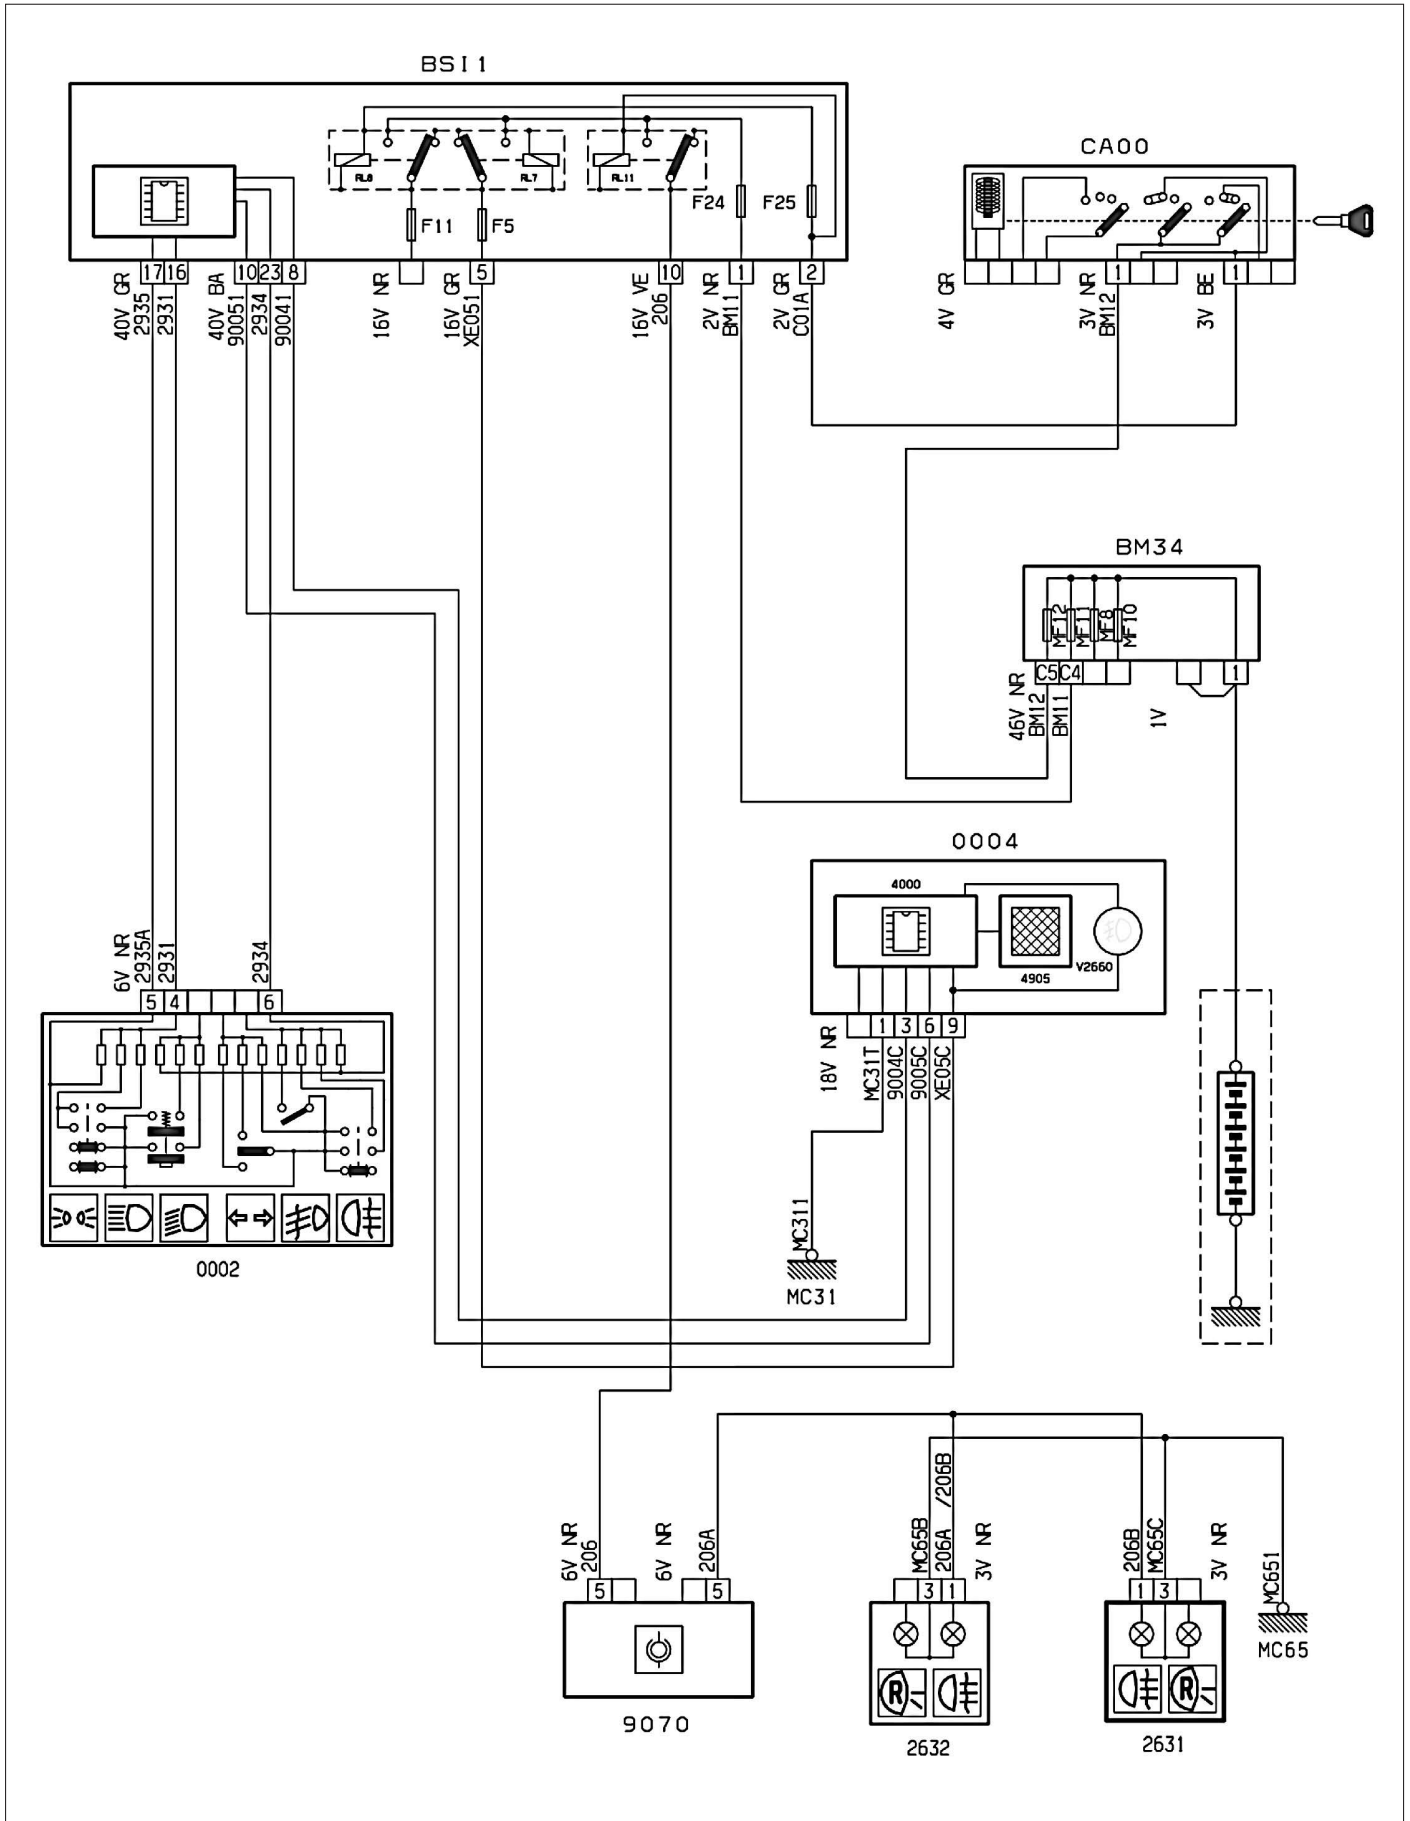 BSI1
RL8
RL7
RL11
F11
F5
F24
F25
17
16
10
23
8
5
10
1
2
40V GR
2935
2931
40V BA
90051
2934
90041
16V NR
16V GR
XE051
16V VE
206
2V NR
BM11
2V GR
C01A
CA00
1
1
4V GR
3V NR
BM12
3V BE
BM34
MF12
MF11
MF8
MF10
C5
C4
1
46V NR
BM12
BM11
1V
0004
4000
4905
V2660
1
3
6
9
18V NR
MC31T
9004C
9005C
XE05C
MC311
MC31
6V NR
2935A
2931
2934
5
4
6
0002
6V NR
206
6V NR
206A
5
5
9070
MC65B
206A
/206B
3V NR
3
1
R
2632
206B
MC65C
3V NR
1
3
R
2631
MC651
MC65